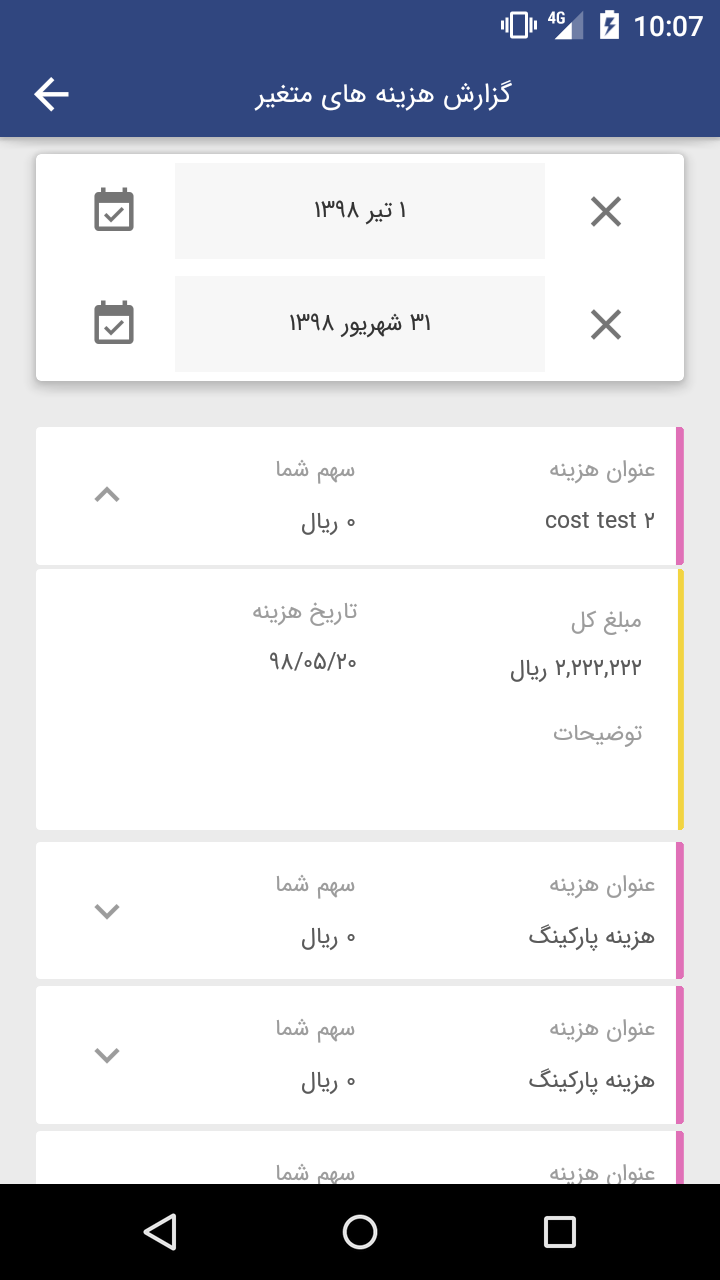 4G 10:07
گزارش هزینه های متغیر
۱ تیر ۱۳۹۸
۳۱ شهریور ۱۳۹۸
عنوان هزینه سهم شما
cost test ۲ ۰ ریال
مبلغ کل تاریخ هزینه
۲,۲۲۲,۲۲۲ ریال ۹۸/۰۵/۲۰
توضیحات
عنوان هزینه سهم شما
هزینه پارکینگ ۰ ریال
عنوان هزینه سهم شما
هزینه پارکینگ ۰ ریال
عنوان هزینه سهم شما